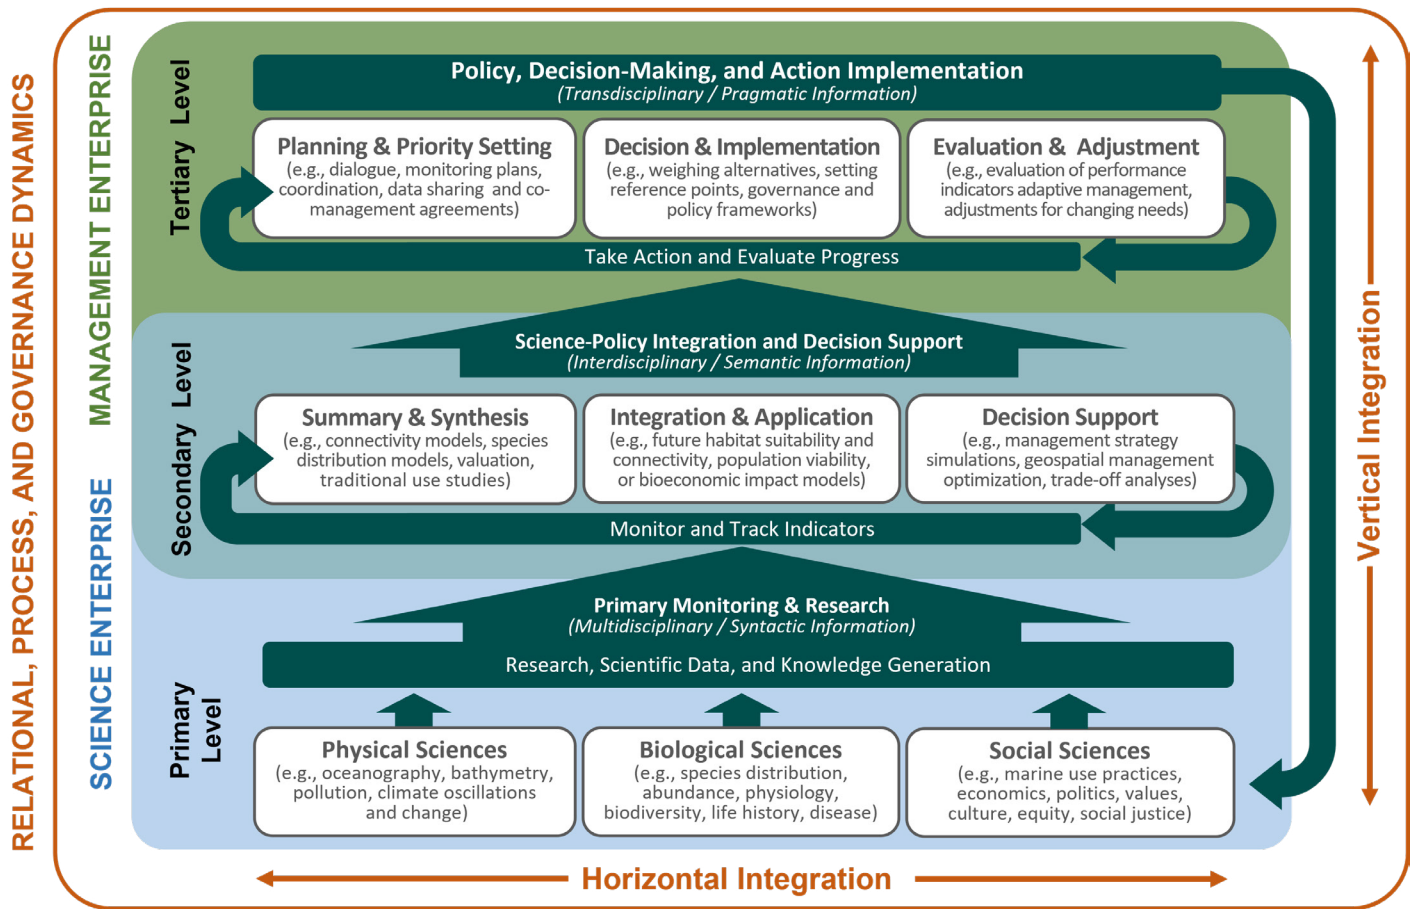 RELATIONAL, PROCESS, AND GOVERNANCE DYNAMICS
MANAGEMENT ENTERPRISE
SCIENCE ENTERPRISE
Tertiary Level
Policy, Decision-Making, and Action Implementation
(Transdisciplinary / Pragmatic Information)
Planning & Priority Setting
(e.g., dialogue, monitoring plans,
coordination, data sharing and co-
management agreements)
Decision & Implementation
(e.g., weighing alternatives, setting
reference points, governance and
policy frameworks)
Evaluation & Adjustment
(e.g., evaluation of performance
indicators adaptive management,
adjustments for changing needs)
Take Action and Evaluate Progress
Science-Policy Integration and Decision Support
(Interdisciplinary / Semantic Information)
Secondary Level
Summary & Synthesis
(e.g., connectivity models, species
distribution models, valuation,
traditional use studies)
Integration & Application
(e.g., future habitat suitability and
connectivity, population viability,
or bioeconomic impact models)
Decision Support
(e.g., management strategy
simulations, geospatial management
optimization, trade-off analyses)
Monitor and Track Indicators
Primary Monitoring & Research
(Multidisciplinary / Syntactic Information)
Research, Scientific Data, and Knowledge Generation
Primary
Level
Physical Sciences
(e.g., oceanography, bathymetry,
pollution, climate oscillations
and change)
Biological Sciences
(e.g., species distribution,
abundance, physiology,
biodiversity, life history, disease)
Social Sciences
(e.g., marine use practices,
economics, politics, values,
culture, equity, social justice)
Vertical Integration
Horizontal Integration